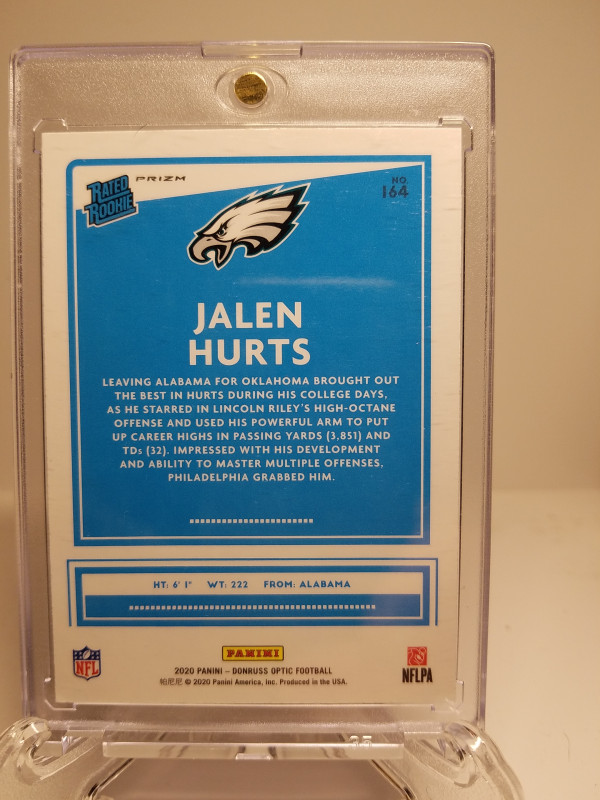 RATED
ROOKIE
PRIZM
NO.
164
JALEN
HURTS
LEAVING ALABAMA FOR OKLAHOMA BROUGHT OUT
THE BEST IN HURTS DURING HIS COLLEGE DAYS,
AS HE STARRED IN LINCOLN RILEY'S HIGH-OCTANE
OFFENSE AND USED HIS POWERFUL ARM TO PUT
UP CAREER HIGHS IN PASSING YARDS (3,851) AND
TDs (32). IMPRESSED WITH HIS DEVELOPMENT
AND ABILITY TO MASTER MULTIPLE OFFENSES,
PHILADELPHIA GRABBED HIM.
HT: 6' 1" WT: 222 FROM: ALABAMA
NFL
PANINI
NFLPA
2020 PANINI – DONRUSS OPTIC FOOTBALL
帕尼尼 © 2020 Panini America, Inc. Produced in the USA.